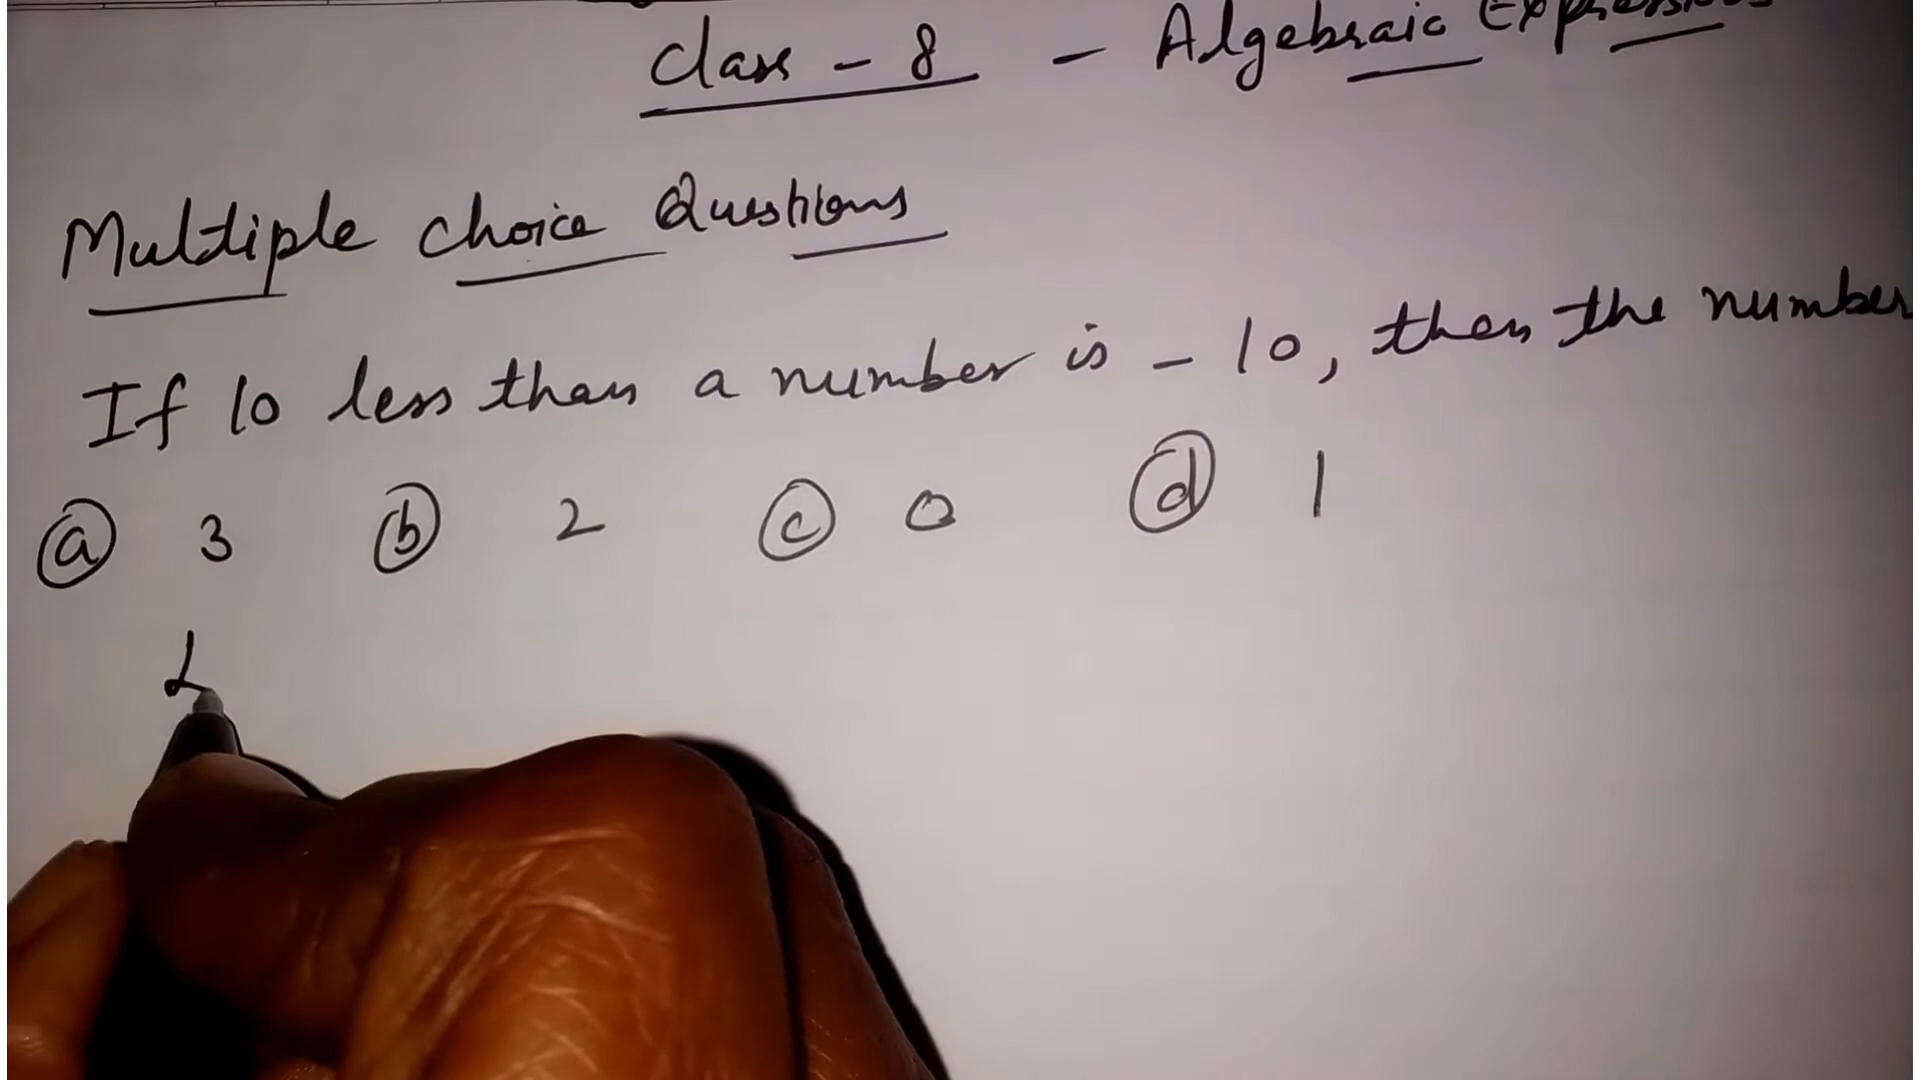 Class - 8 - Algebraic Expressions
Multiple choice Questions
If 10 less than a number is - 10, then the number
ⓐ 3 ⓑ 2 ⓒ 0 ⓓ 1
L